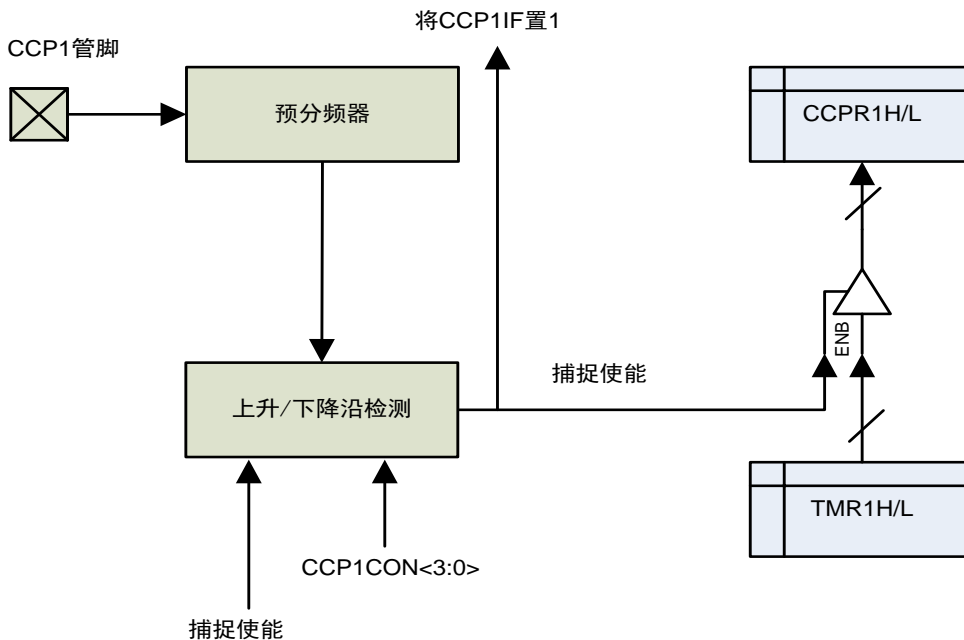 将CCP1IF置1
CCP1管脚
预分频器
CCPR1H/L
ENB
捕捉使能
上升/下降沿检测
TMR1H/L
CCP1CON<3:0>
捕捉使能